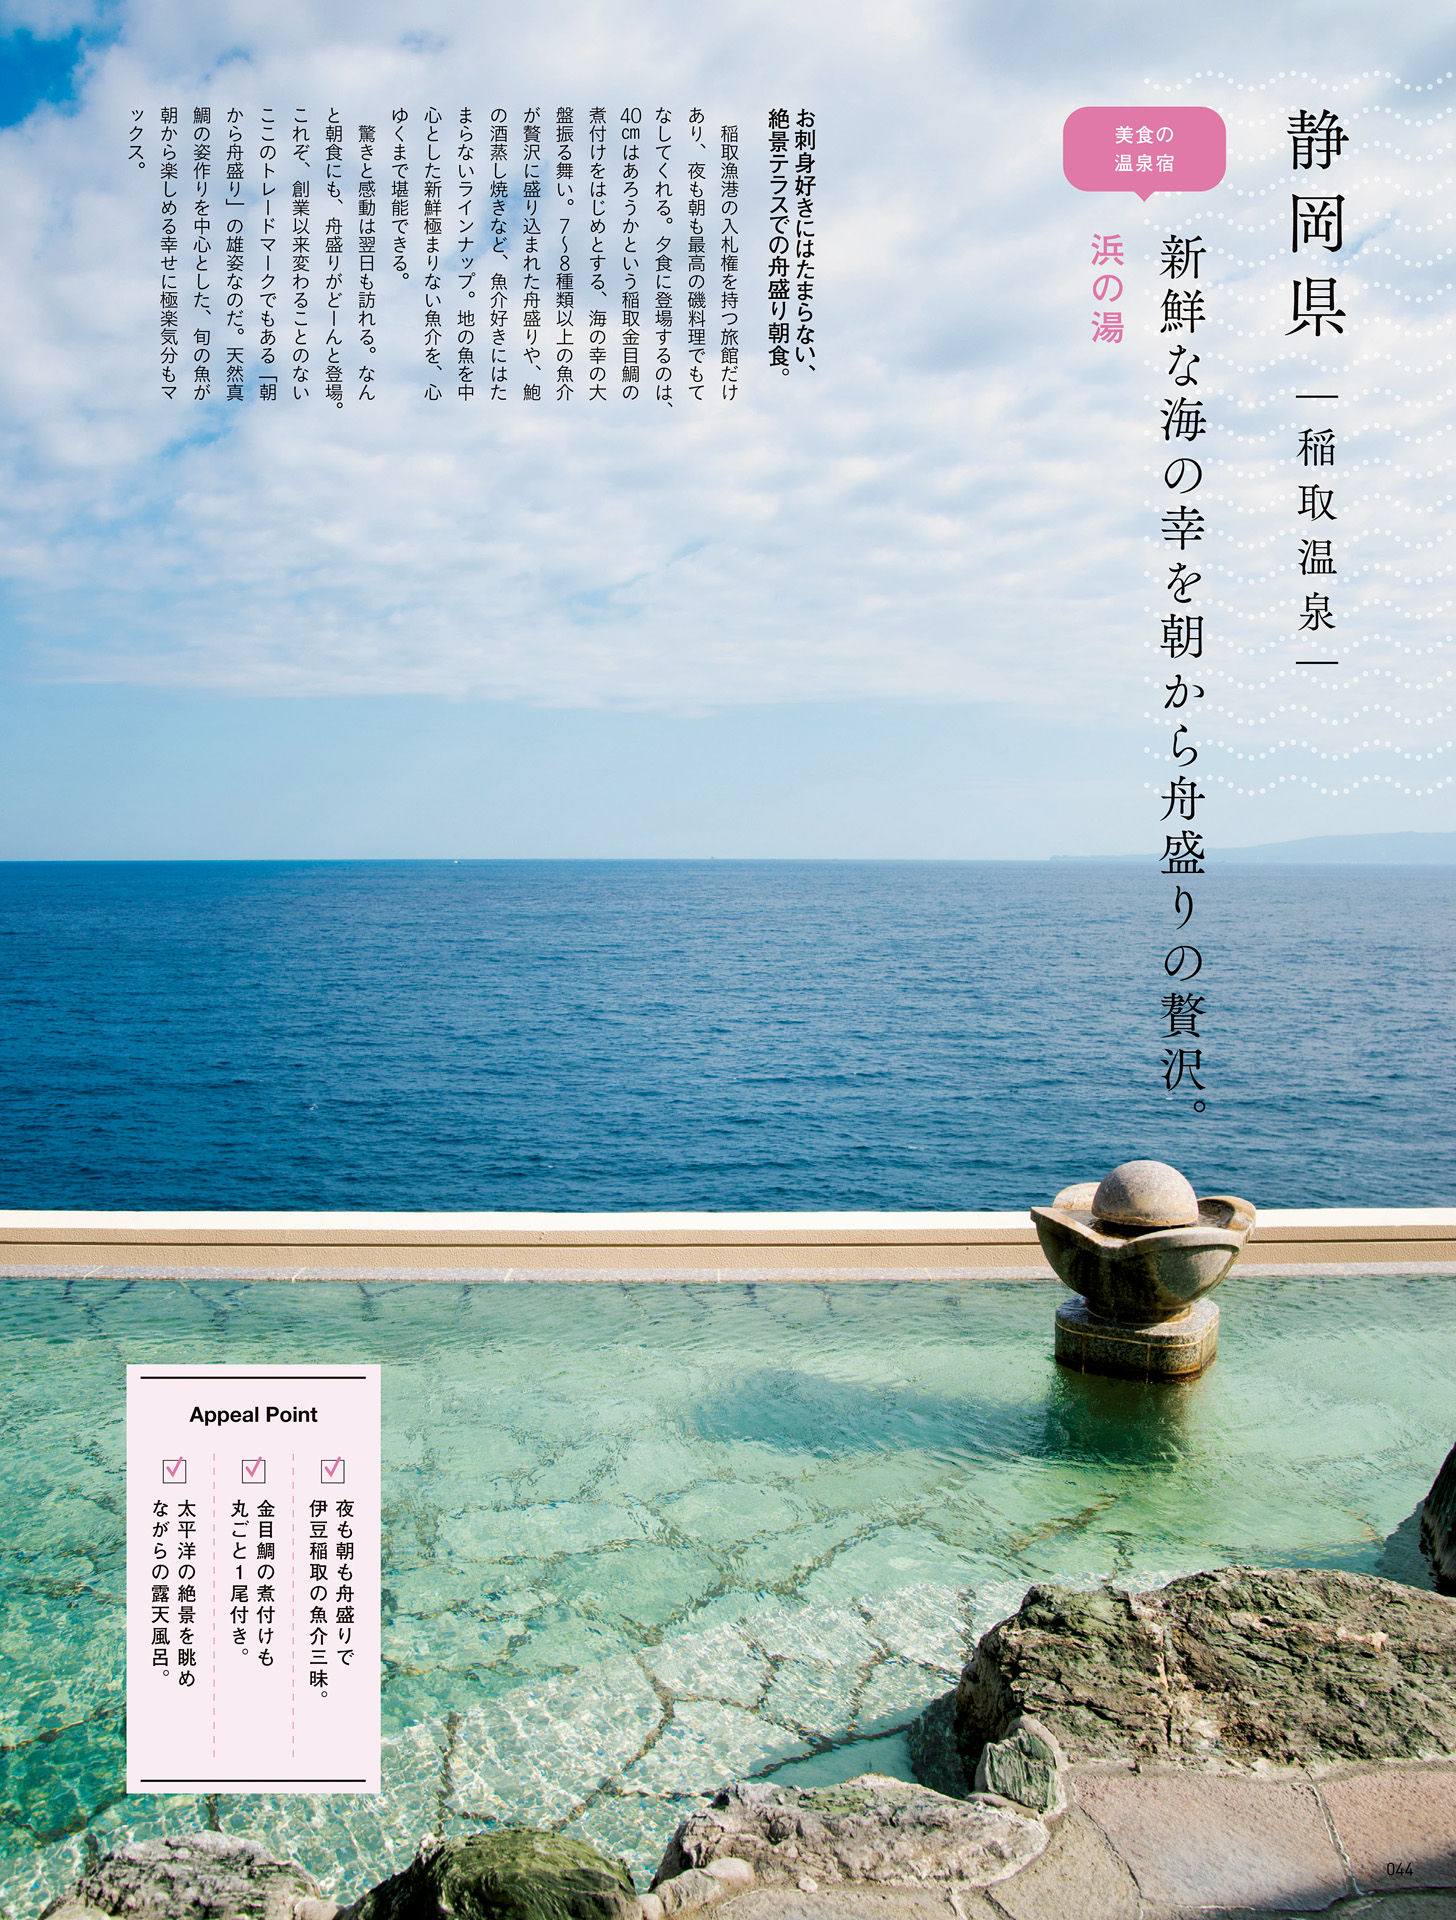 静岡県
―稲取温泉―
美食の
温泉宿
新鮮な海の幸を朝から舟盛りの贅沢。
浜の湯
お刺身好きにはたまらない、
絶景テラスでの舟盛り朝食。
稲取漁港の入札権を持つ旅館だけ
あり、夜も朝も最高の磯料理でもて
なしてくれる。夕食に登場するのは、
40㎝はあろうかという稲取金目鯛の
煮付けをはじめとする、海の幸の大
盤振る舞い。7〜8種類以上の魚介
が贅沢に盛り込まれた舟盛りや、鮑
の酒蒸し焼きなど、魚介好きにはた
まらないラインナップ。地の魚を中
心とした新鮮極まりない魚介を、心
ゆくまで堪能できる。
驚きと感動は翌日も訪れる。なん
と朝食にも、舟盛りがどーんと登場。
これぞ、創業以来変わることのない
ここのトレードマークでもある「朝
から舟盛り」の雄姿なのだ。天然真
鯛の姿作りを中心とした、旬の魚が
朝から楽しめる幸せに極楽気分もマ
ックス。
Appeal Point
夜も朝も舟盛りで
伊豆稲取の魚介三昧。
金目鯛の煮付けも
丸ごと1尾付き。
太平洋の絶景を眺め
ながらの露天風呂。
044